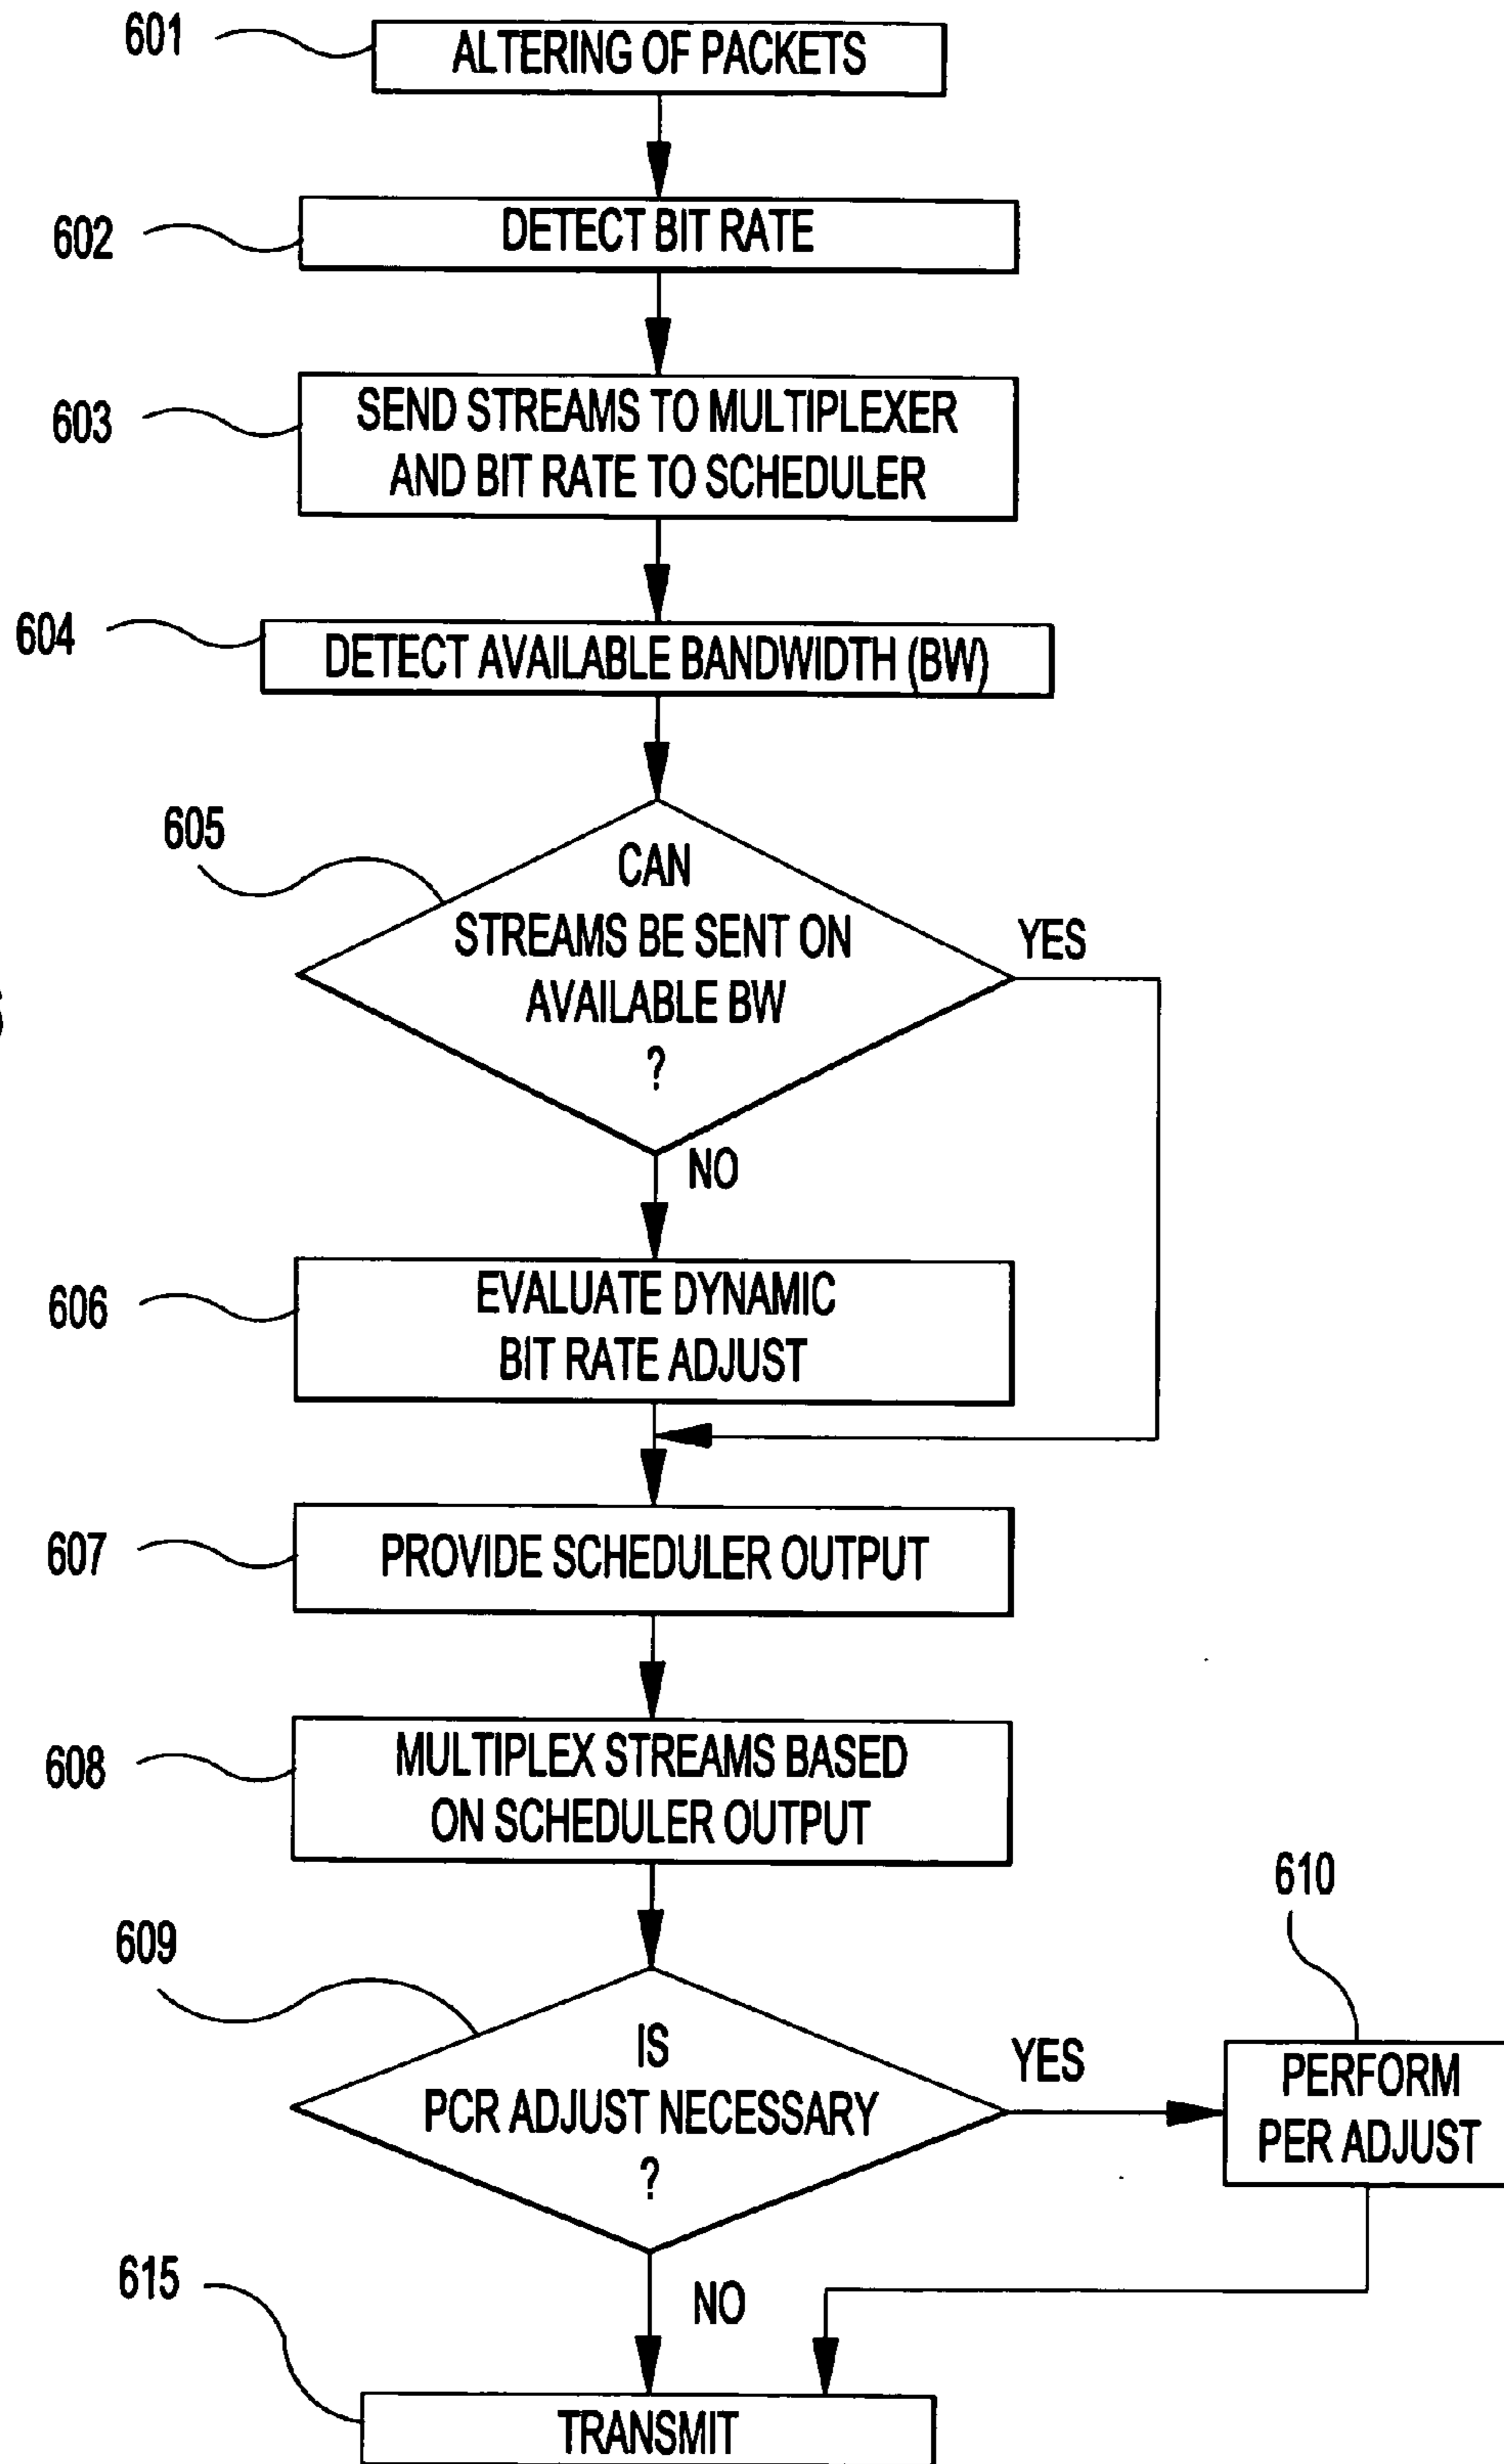 601
ALTERING OF PACKETS
602
DETECT BIT RATE
603
SEND STREAMS TO MULTIPLEXER
AND BIT RATE TO SCHEDULER
604
DETECT AVAILABLE BANDWIDTH (BW)
605
CAN
STREAMS BE SENT ON
AVAILABLE BW
?
YES
NO
606
EVALUATE DYNAMIC
BIT RATE ADJUST
607
PROVIDE SCHEDULER OUTPUT
608
MULTIPLEX STREAMS BASED
ON SCHEDULER OUTPUT
609
IS
PCR ADJUST NECESSARY
?
YES
610
PERFORM
PER ADJUST
NO
615
TRANSMIT